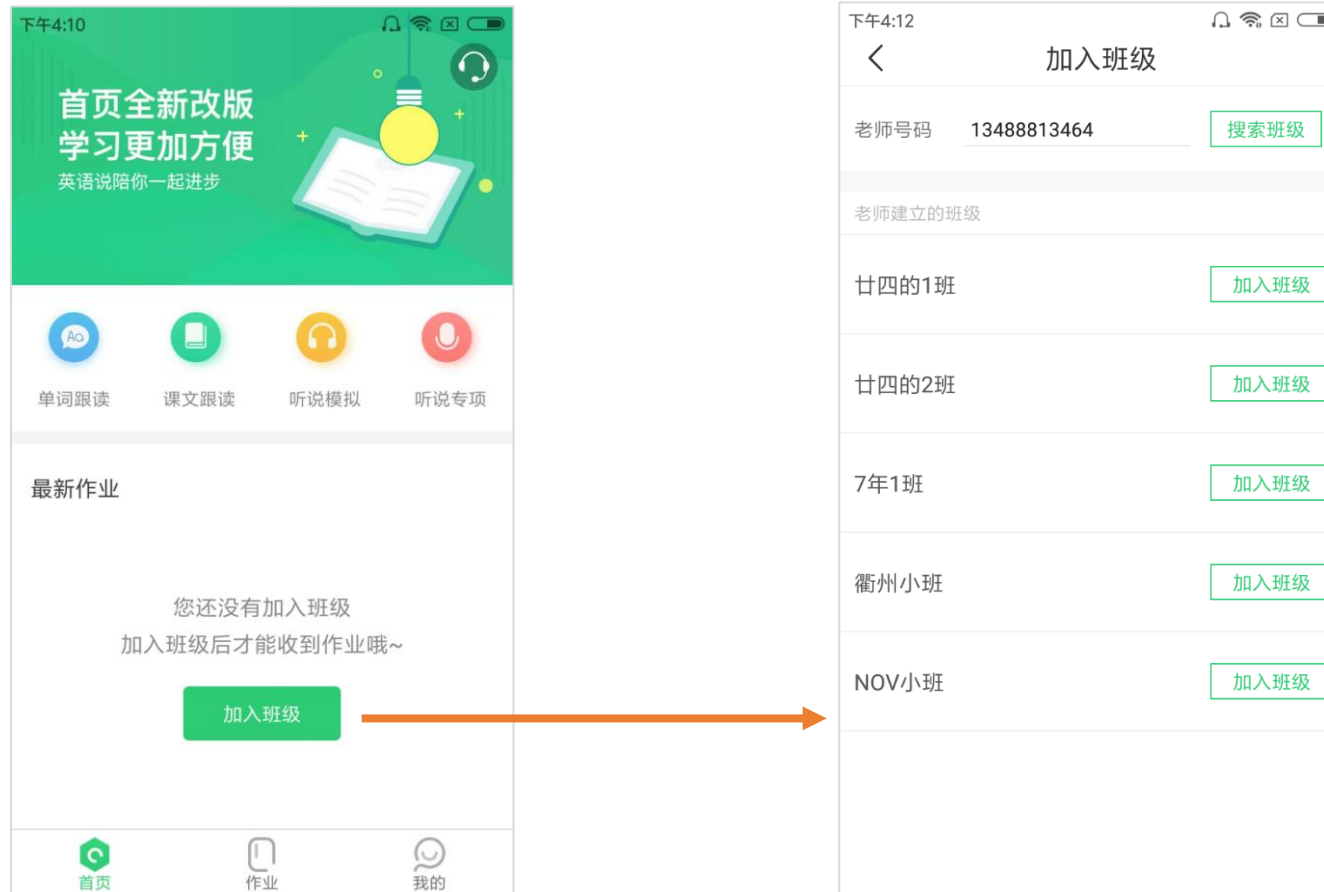 下午4:10
首页全新改版
学习更加方便
英语说陪你一起进步
Aa
单词跟读 课文跟读 听说模拟 听说专项
最新作业
您还没有加入班级
加入班级后才能收到作业哦~
加入班级
首页 作业 我的
下午4:12
加入班级
老师号码 13488813464 搜索班级
老师建立的班级
廿四的1班 加入班级
廿四的2班 加入班级
7年1班 加入班级
衢州小班 加入班级
NOV小班 加入班级